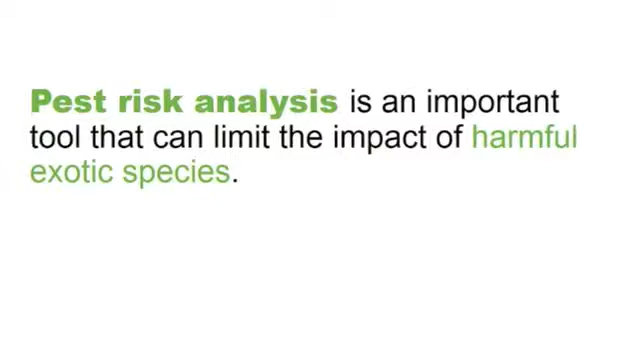 Pest risk analysis is an important
tool that can limit the impact of harmful
exotic species.